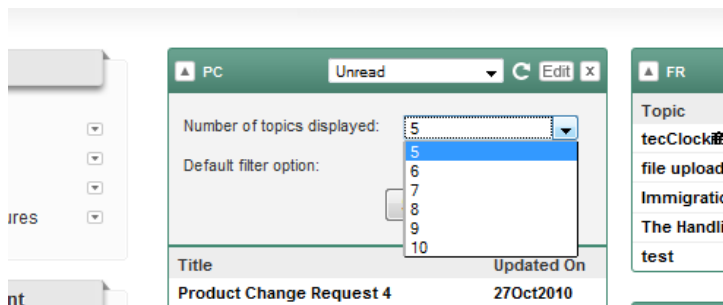 PC
Unread
Edit
FR
Number of topics displayed:
5
Default filter option:
5
6
7
8
9
10
Title
Updated On
Product Change Request 4
27Oct2010
Topic
file upload
The Handli
test
ures
nt